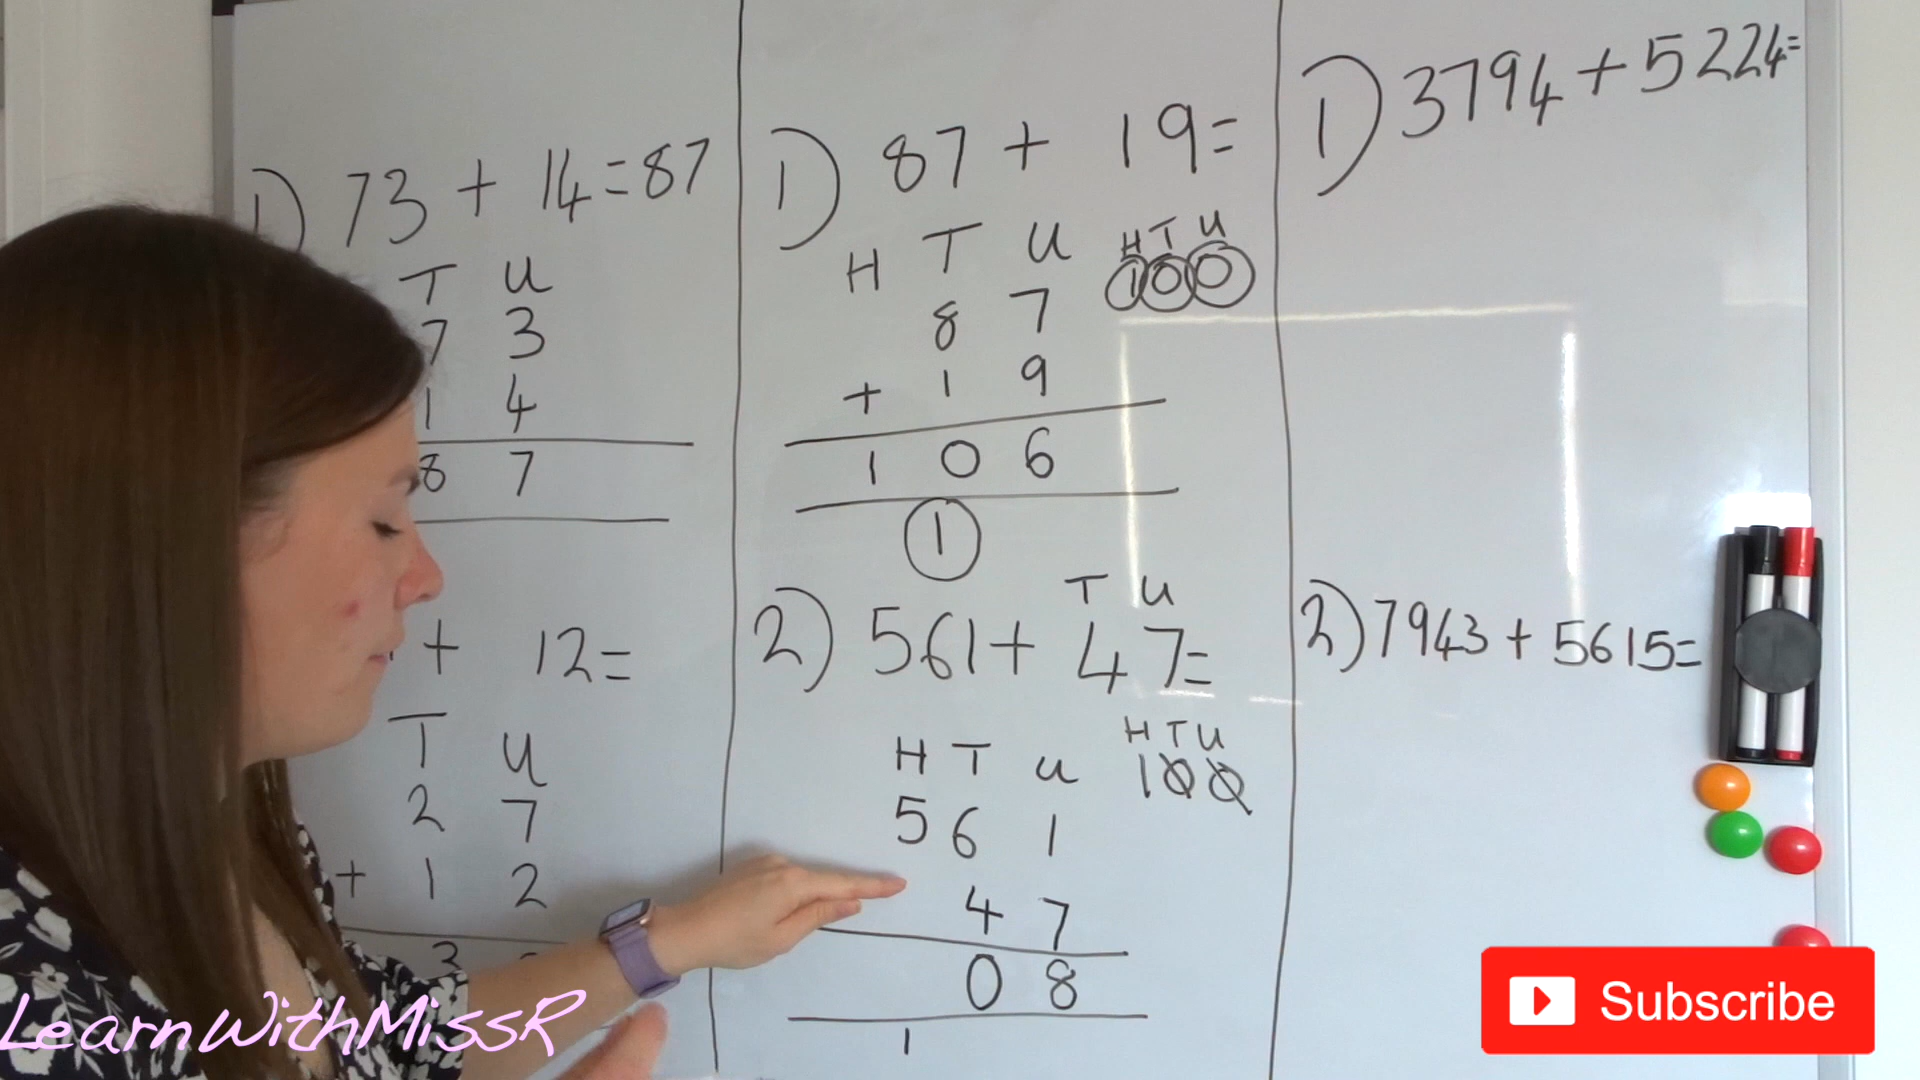 1) 73 + 14 = 87
T U
7 3
1 4
8 7
+ 12 =
T U
2 7
+ 1 2
3
1) 87 + 19 =
H T U
H T U
1 0 0
8 7
+ 1 9
1 0 6
1
T U
2) 561 + 47 =
H T U
H T U
1 0 0
5 6 1
4 7
0 8
1
1) 3794 + 5224 =
2) 7943 + 5615 =
LearnWithMissR
Subscribe